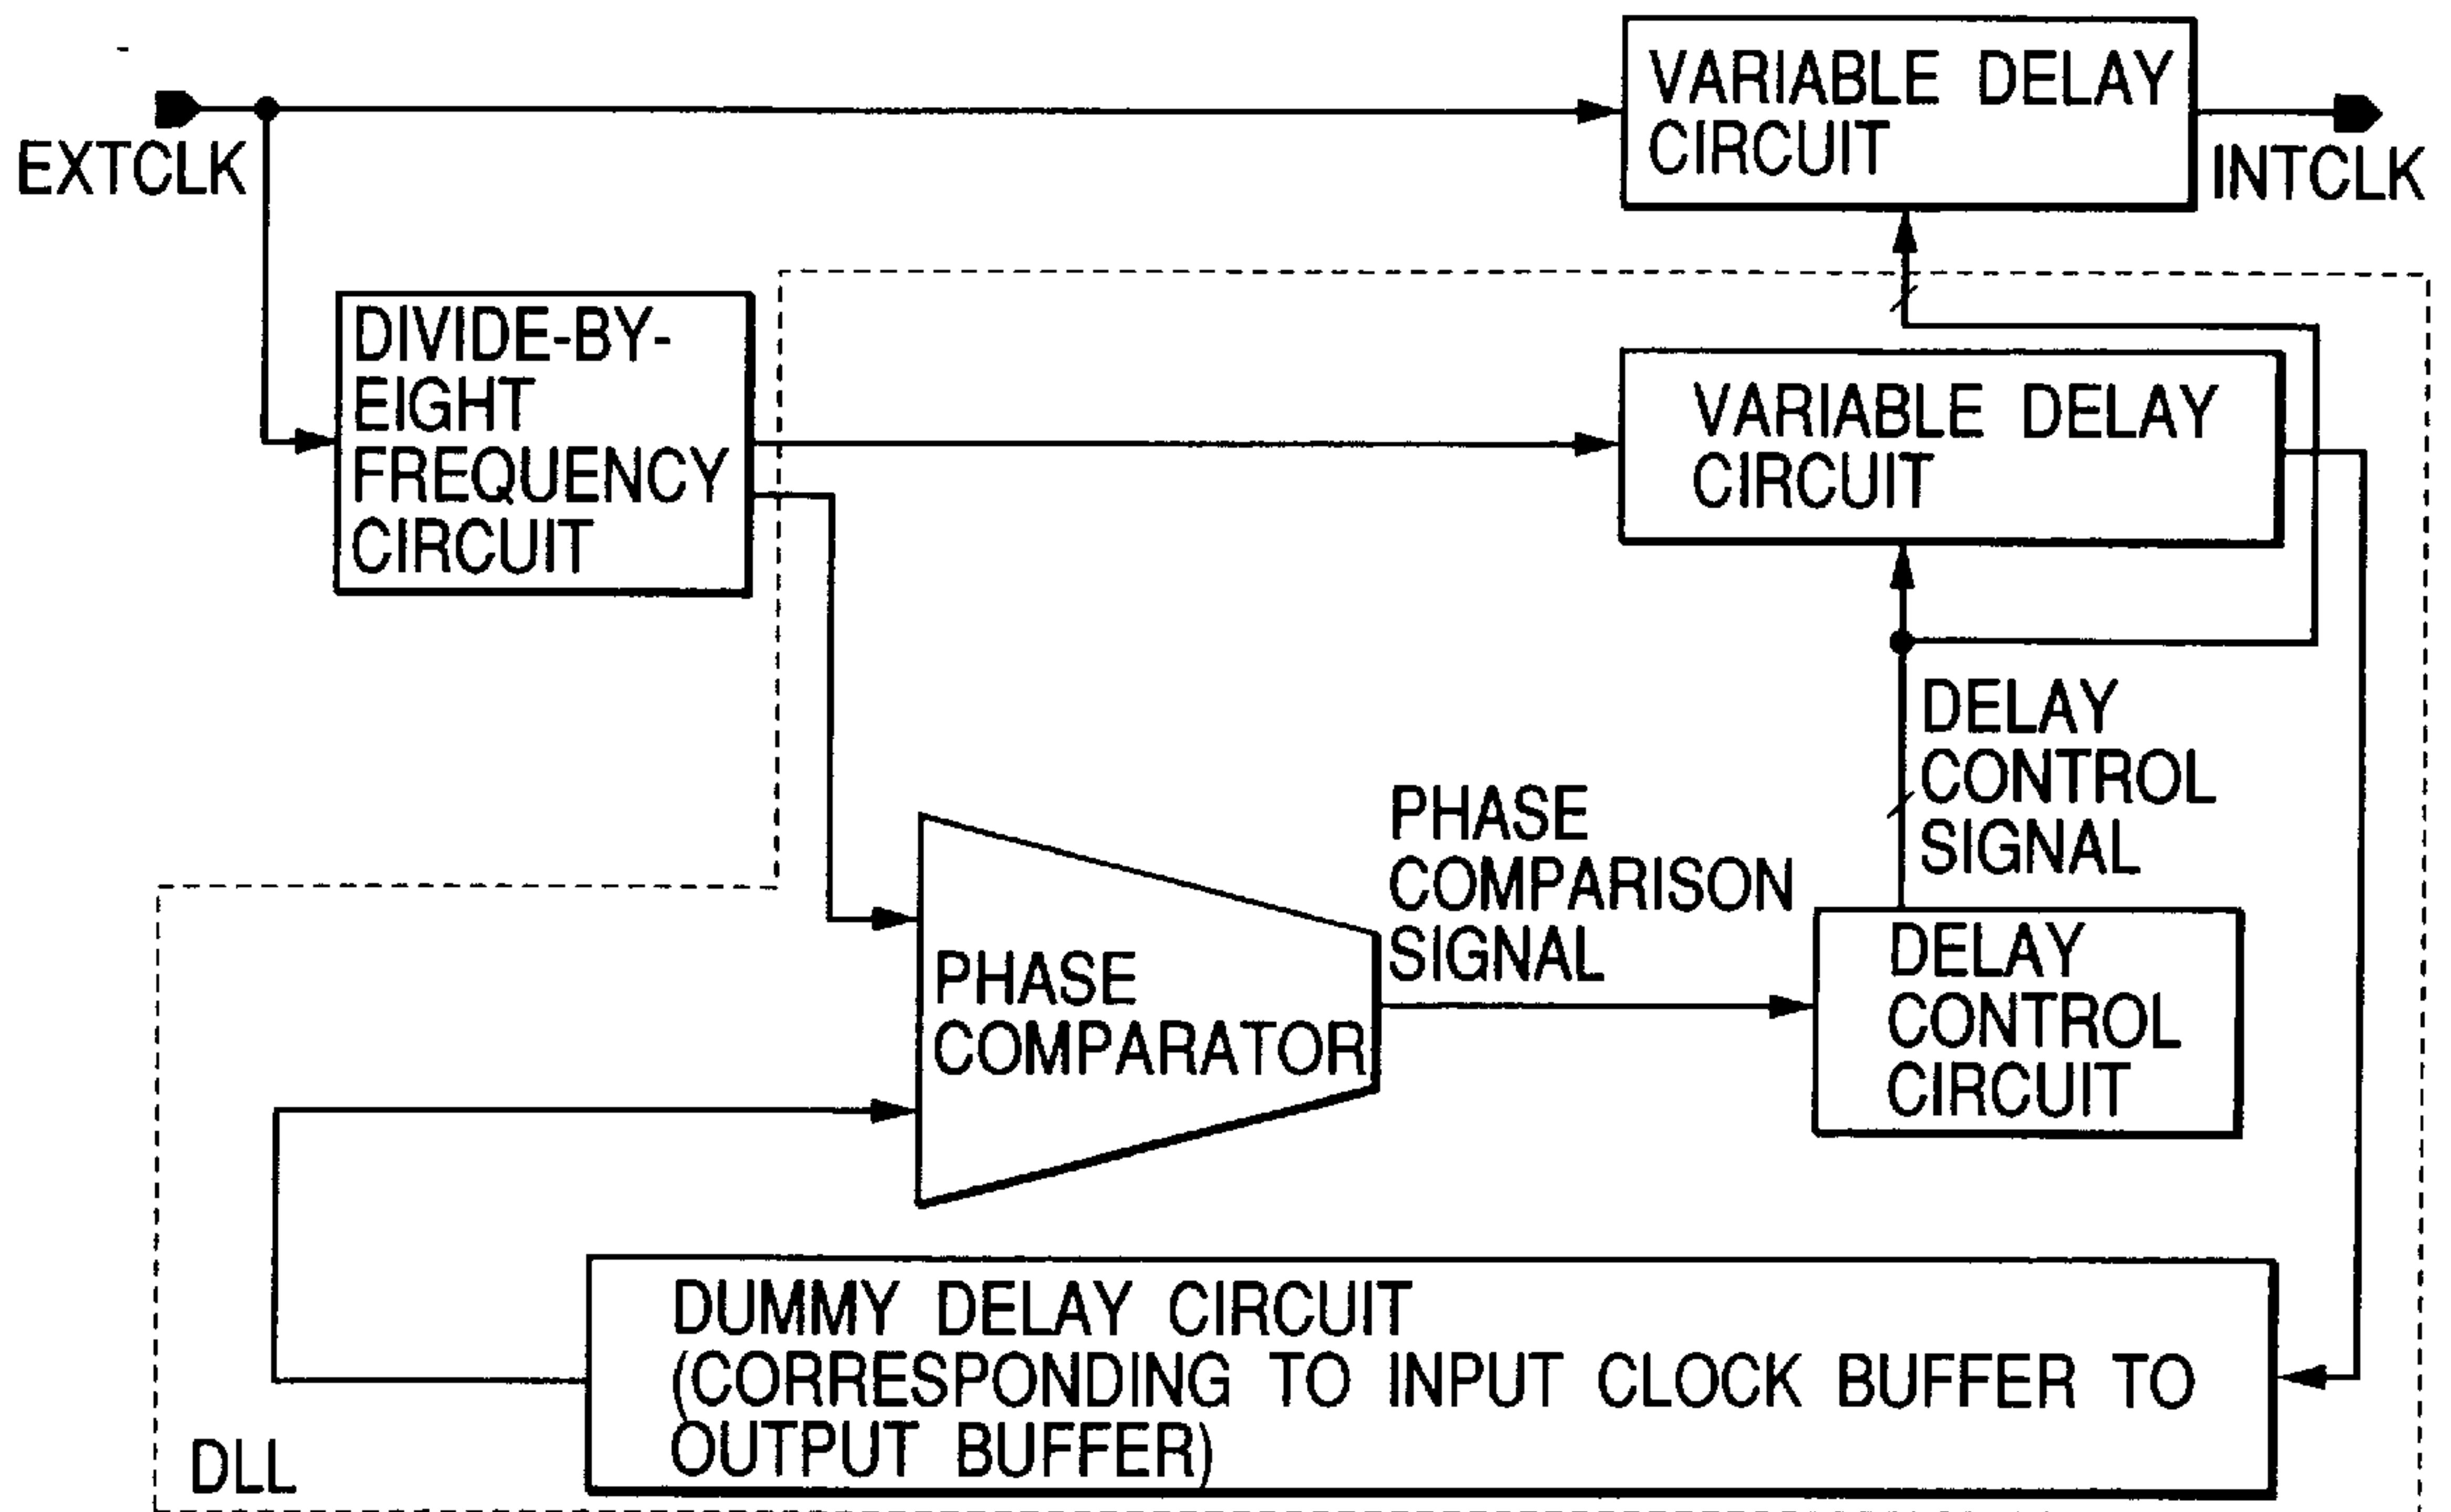 VARIABLE DELAY
CIRCUIT
EXTCLK
INTCLK
DIVIDE-BY-
EIGHT
FREQUENCY
CIRCUIT
VARIABLE DELAY
CIRCUIT
DELAY
CONTROL
SIGNAL
PHASE
COMPARISON
SIGNAL
PHASE
COMPARATOR
DELAY
CONTROL
CIRCUIT
DUMMY DELAY CIRCUIT
(CORRESPONDING TO INPUT CLOCK BUFFER TO
OUTPUT BUFFER)
DLL